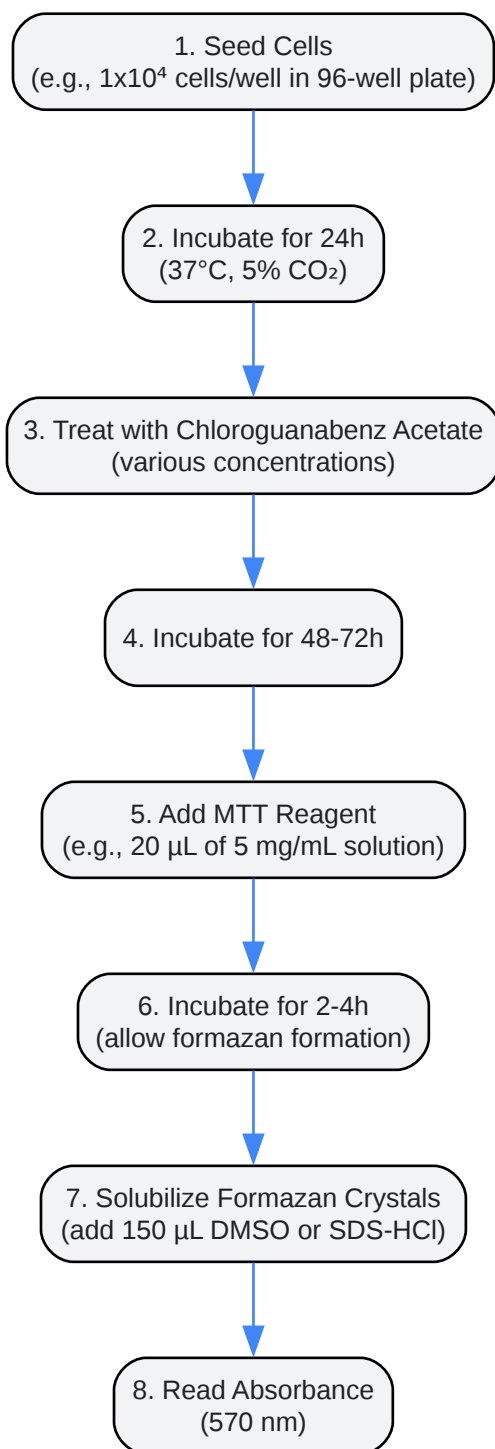 1. Seed Cells
(e.g., 1x10⁴ cells/well in 96-well plate)
2. Incubate for 24h
(37°C, 5% CO₂)
3. Treat with Chloroguanabenz Acetate
(various concentrations)
4. Incubate for 48-72h
5. Add MTT Reagent
(e.g., 20 µL of 5 mg/mL solution)
6. Incubate for 2-4h
(allow formazan formation)
7. Solubilize Formazan Crystals
(add 150 µL DMSO or SDS-HCl)
8. Read Absorbance
(570 nm)